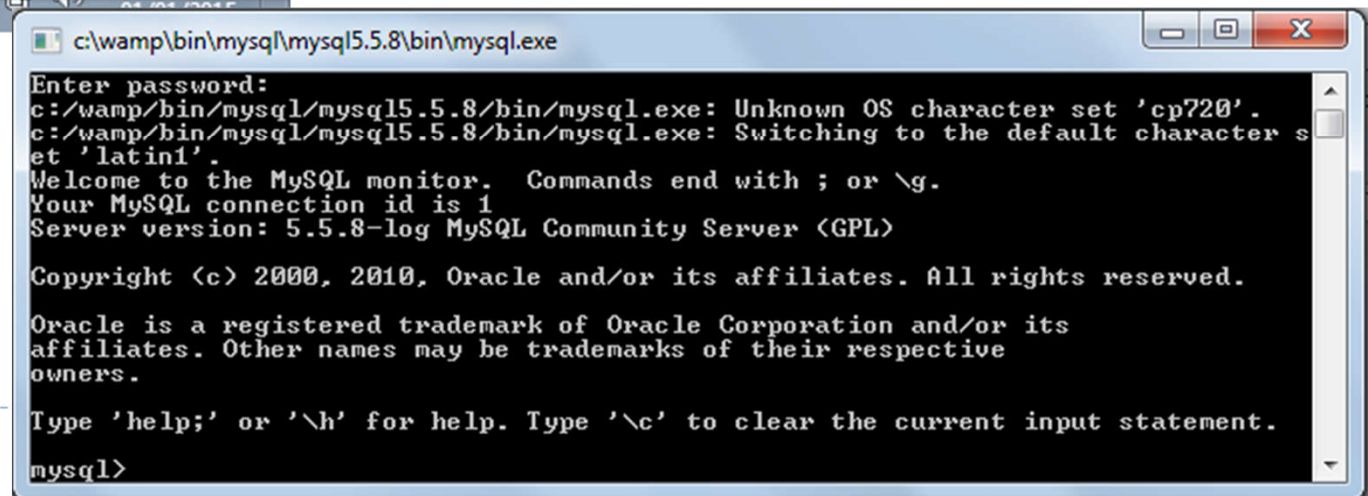 01/01/2015
c:\wamp\bin\mysql\mysql5.5.8\bin\mysql.exe
Enter password:
c:/wamp/bin/mysql/mysql5.5.8/bin/mysql.exe: Unknown OS character set 'cp720'.
c:/wamp/bin/mysql/mysql5.5.8/bin/mysql.exe: Switching to the default character s
et 'latin1'.
Welcome to the MySQL monitor.  Commands end with ; or \g.
Your MySQL connection id is 1
Server version: 5.5.8-log MySQL Community Server (GPL)
Copyright (c) 2000, 2010, Oracle and/or its affiliates. All rights reserved.
Oracle is a registered trademark of Oracle Corporation and/or its
affiliates. Other names may be trademarks of their respective
owners.
Type 'help;' or '\h' for help. Type '\c' to clear the current input statement.
mysql>